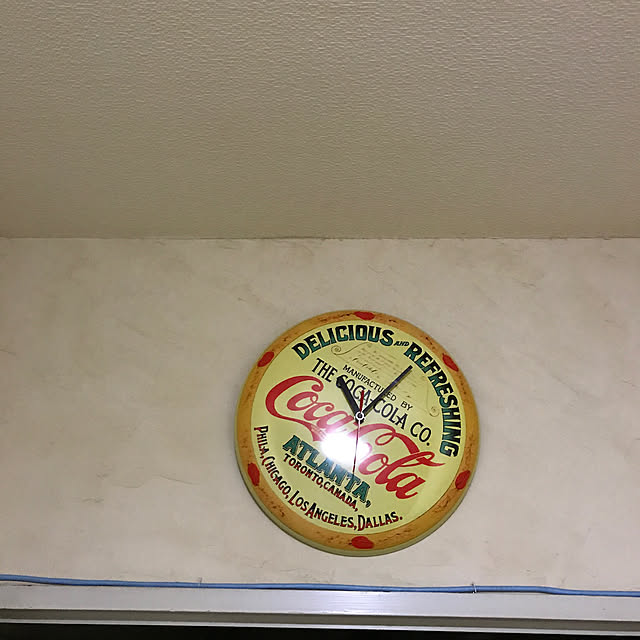 DELICIOUS AND REFRESHING
MANUFACTURED BY
THE COCA-COLA CO.
Coca-Cola
ATLANTA,
TORONTO, CANADA,
PHILA, CHICAGO, LOS ANGELES, DALLAS.